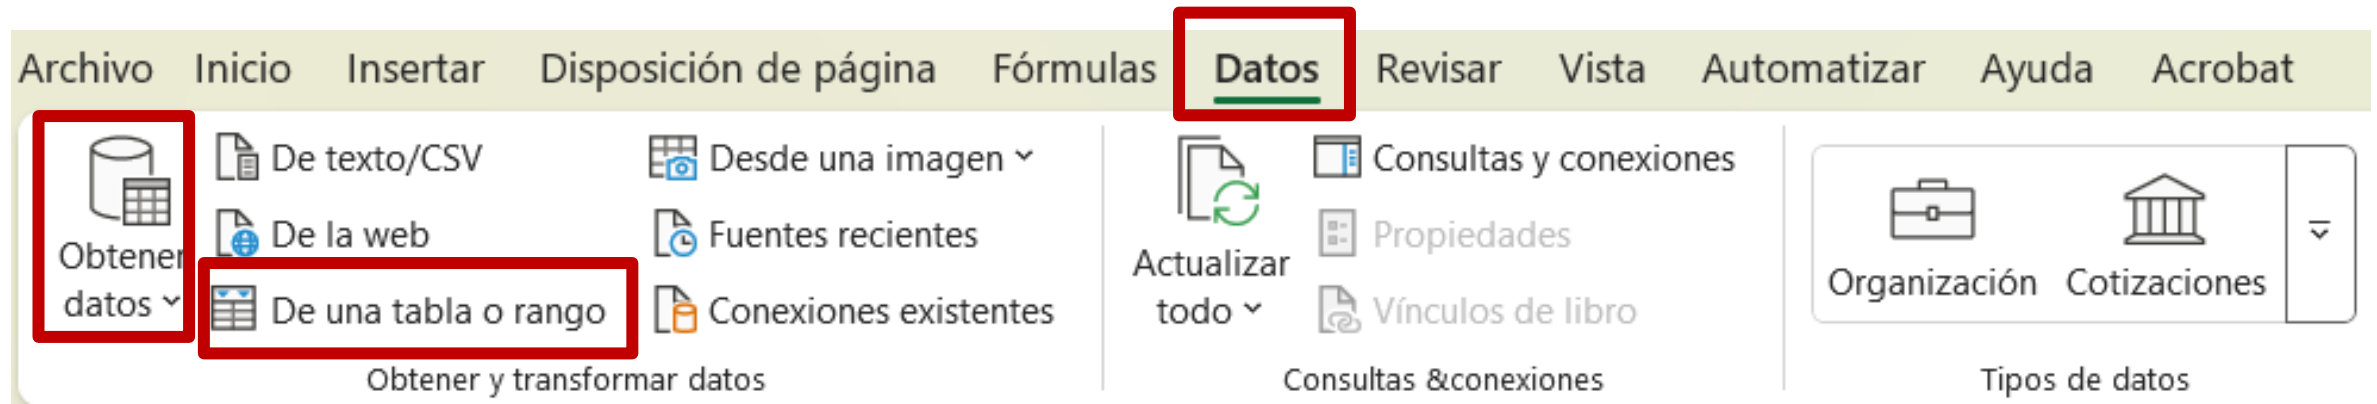 Archivo Inicio Insertar Disposición de página Fórmulas Datos Revisar Vista Automatizar Ayuda Acrobat
Obtener
datos
De texto/CSV
De la web
De una tabla o rango
Desde una imagen
Fuentes recientes
Conexiones existentes
Obtener y transformar datos
Actualizar
todo
Consultas y conexiones
Propiedades
Vínculos de libro
Consultas &conexiones
Organización
Cotizaciones
Tipos de datos